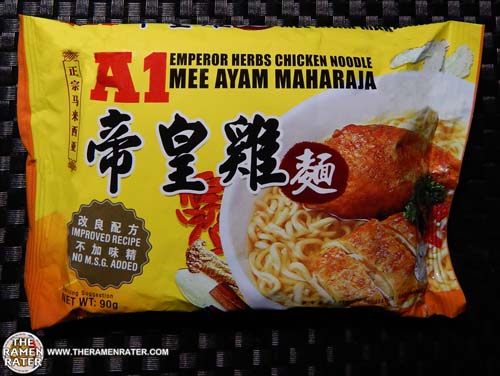 正宗马来西亚
A1
EMPEROR HERBS CHICKEN NOODLE
MEE AYAM MAHARAJA
帝皇雞麵
改良配方
IMPROVED RECIPE
不加味精
NO M.S.G. ADDED
Serving Suggestion
NET WT: 90g
THE
RAMEN
RATER
WWW.THERAMENRATER.COM